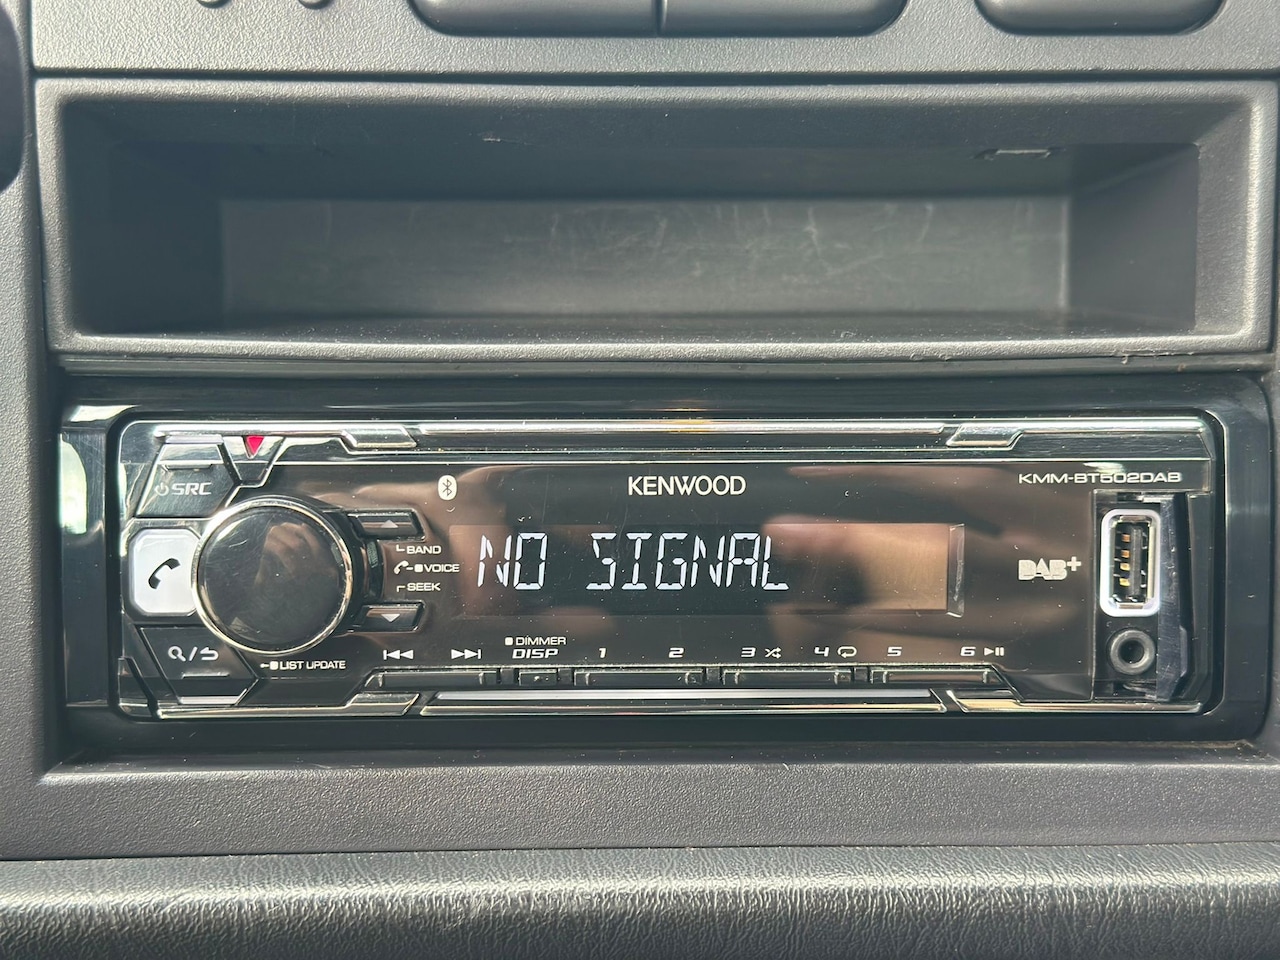 KENWOOD
KMM-BT502DAB
SRC
BAND
VOICE
SEEK
NO SIGNAL
DAB+
DIMMER
DISP
1
2
3
4
5
6
LIST UPDATE